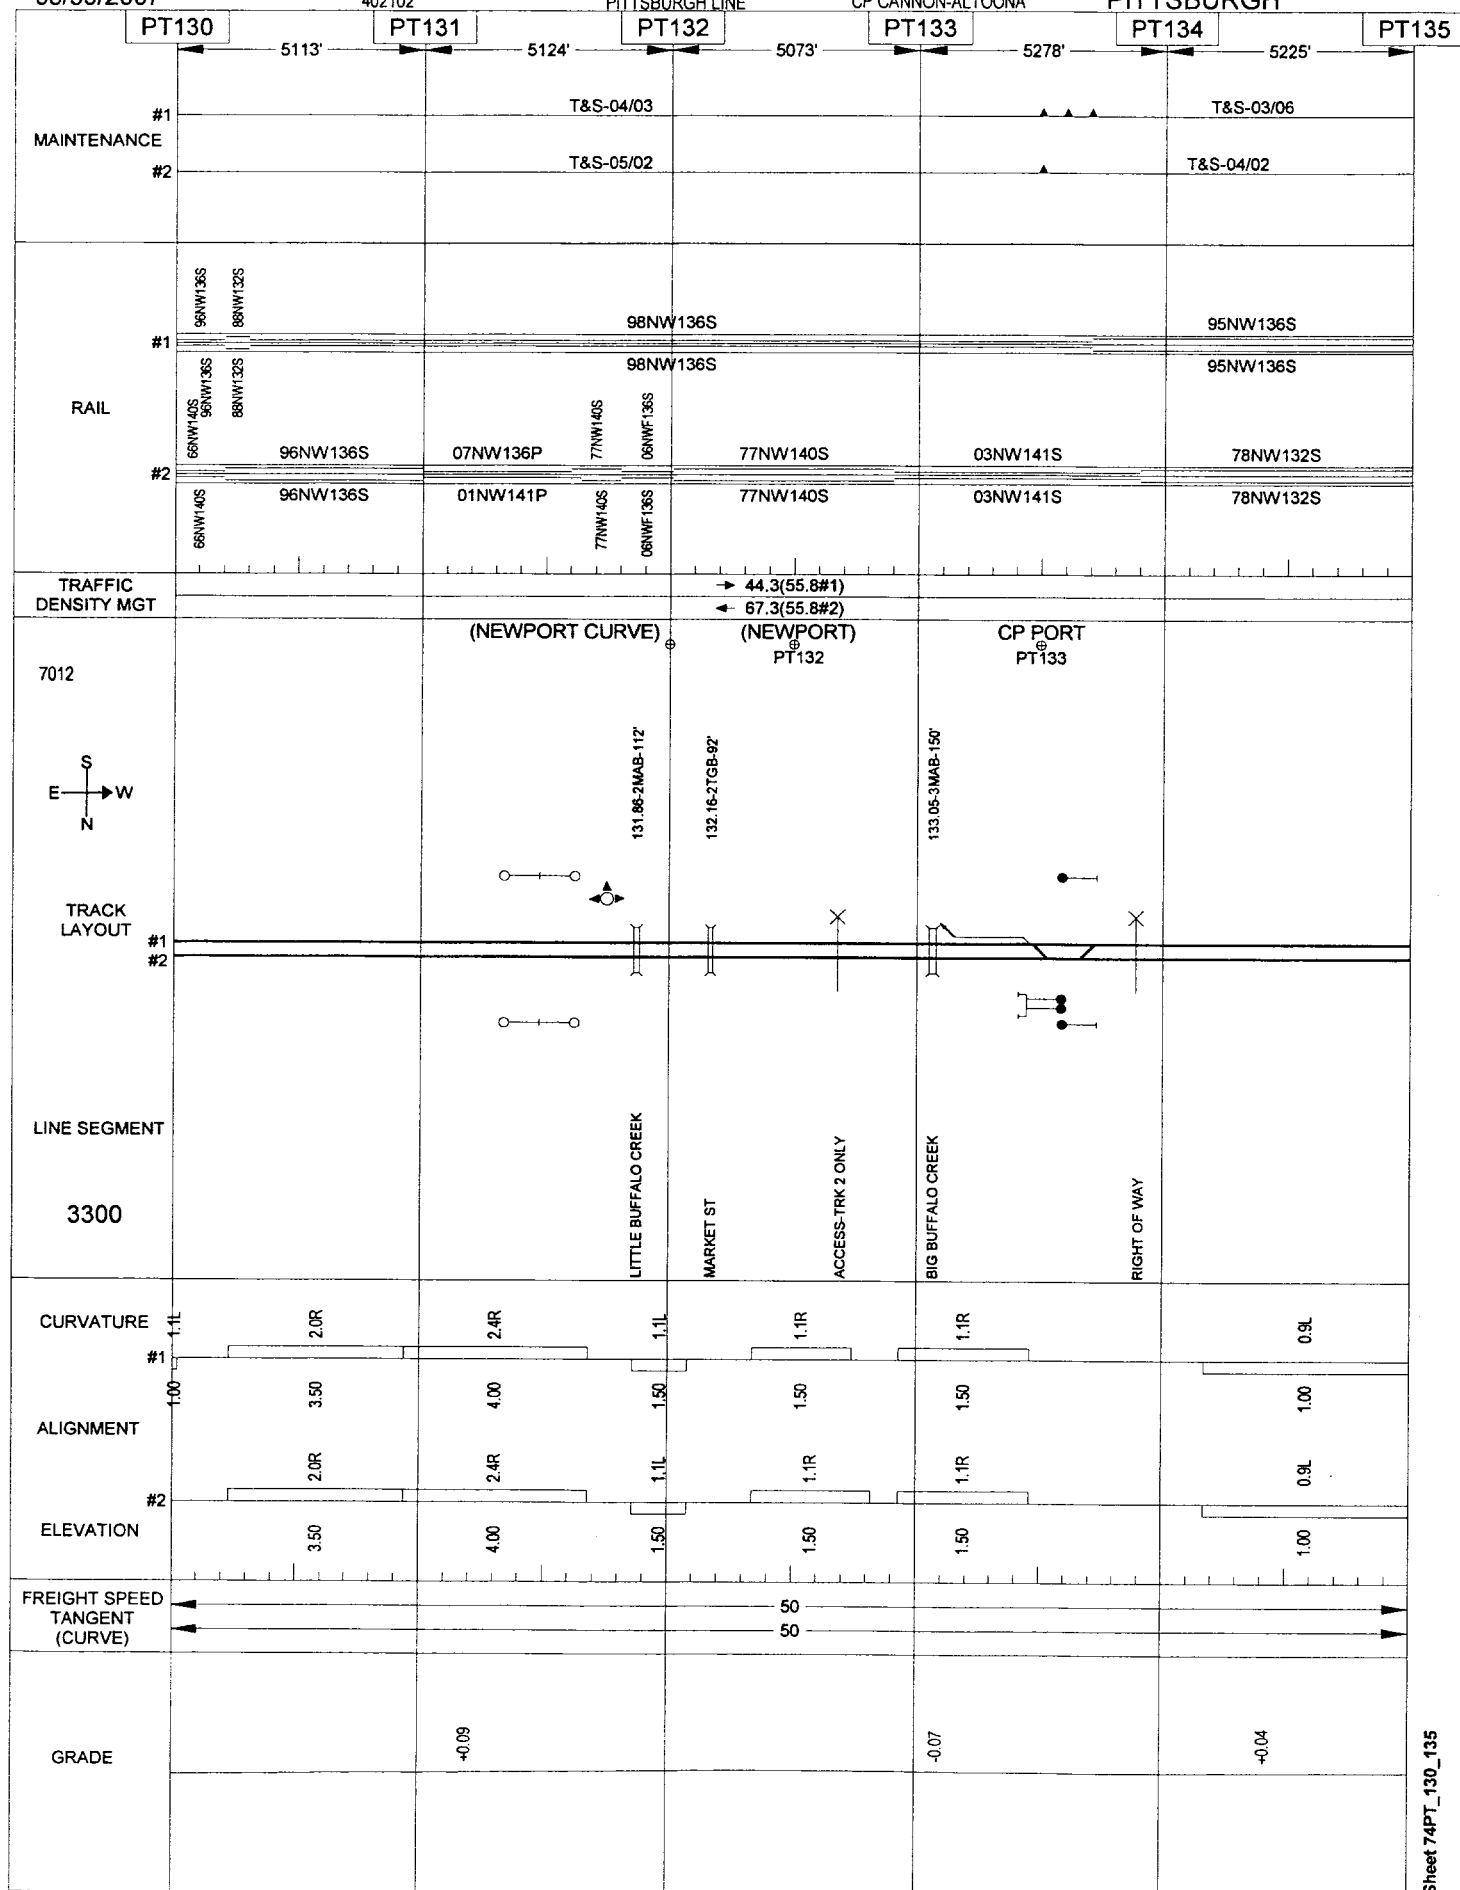 402102 PITTSBURGH LINE CP CANNON-ALTOONA PITTSBURGH
PT130 PT131 PT132 PT133 PT134 PT135
5113' 5124' 5073' 5278' 5225'
MAINTENANCE
#1 T&S-04/03 T&S-03/06
#2 T&S-05/02 T&S-04/02
RAIL
96NW136S
88NW132S
98NW136S 95NW136S
#1
98NW136S 95NW136S
96NW136S
88NW132S
66NW140S
77NW140S
06NWF136S
96NW136S 07NW136P 77NW140S 03NW141S 78NW132S
#2
96NW136S 01NW141P 77NW140S 03NW141S 78NW132S
66NW140S
77NW140S
06NWF136S
TRAFFIC
DENSITY MGT
44.3(55.8#1)
67.3(55.8#2)
(NEWPORT CURVE) (NEWPORT) CP PORT
PT132 PT133
7012
S
E W
N
131.86-2MAB-112'
132.16-2TGB-92'
133.05-3MAB-150'
TRACK
LAYOUT
#1
#2
LINE SEGMENT
3300
LITTLE BUFFALO CREEK
MARKET ST
ACCESS-TRK 2 ONLY
BIG BUFFALO CREEK
RIGHT OF WAY
CURVATURE
1.1L 2.0R 2.4R 1.1L 1.1R 1.1R 0.9L
#1
1.00 3.50 4.00 1.50 1.50 1.50 1.00
ALIGNMENT
2.0R 2.4R 1.1L 1.1R 1.1R 0.9L
#2
ELEVATION
3.50 4.00 1.50 1.50 1.50 1.00
FREIGHT SPEED
TANGENT
(CURVE)
50
50
GRADE
+0.09 -0.07 +0.04
Sheet 74PT_130_135